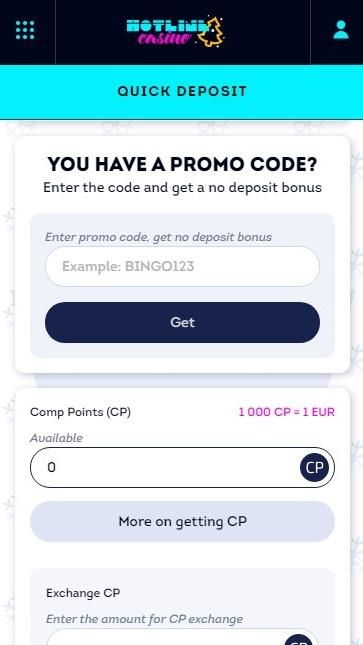 HOTLINE
casino
QUICK DEPOSIT
YOU HAVE A PROMO CODE?
Enter the code and get a no deposit bonus
Enter promo code, get no deposit bonus
Example: BINGO123
Get
Comp Points (CP)
1 000 CP = 1 EUR
Available
0
CP
More on getting CP
Exchange CP
Enter the amount for CP exchange
CP